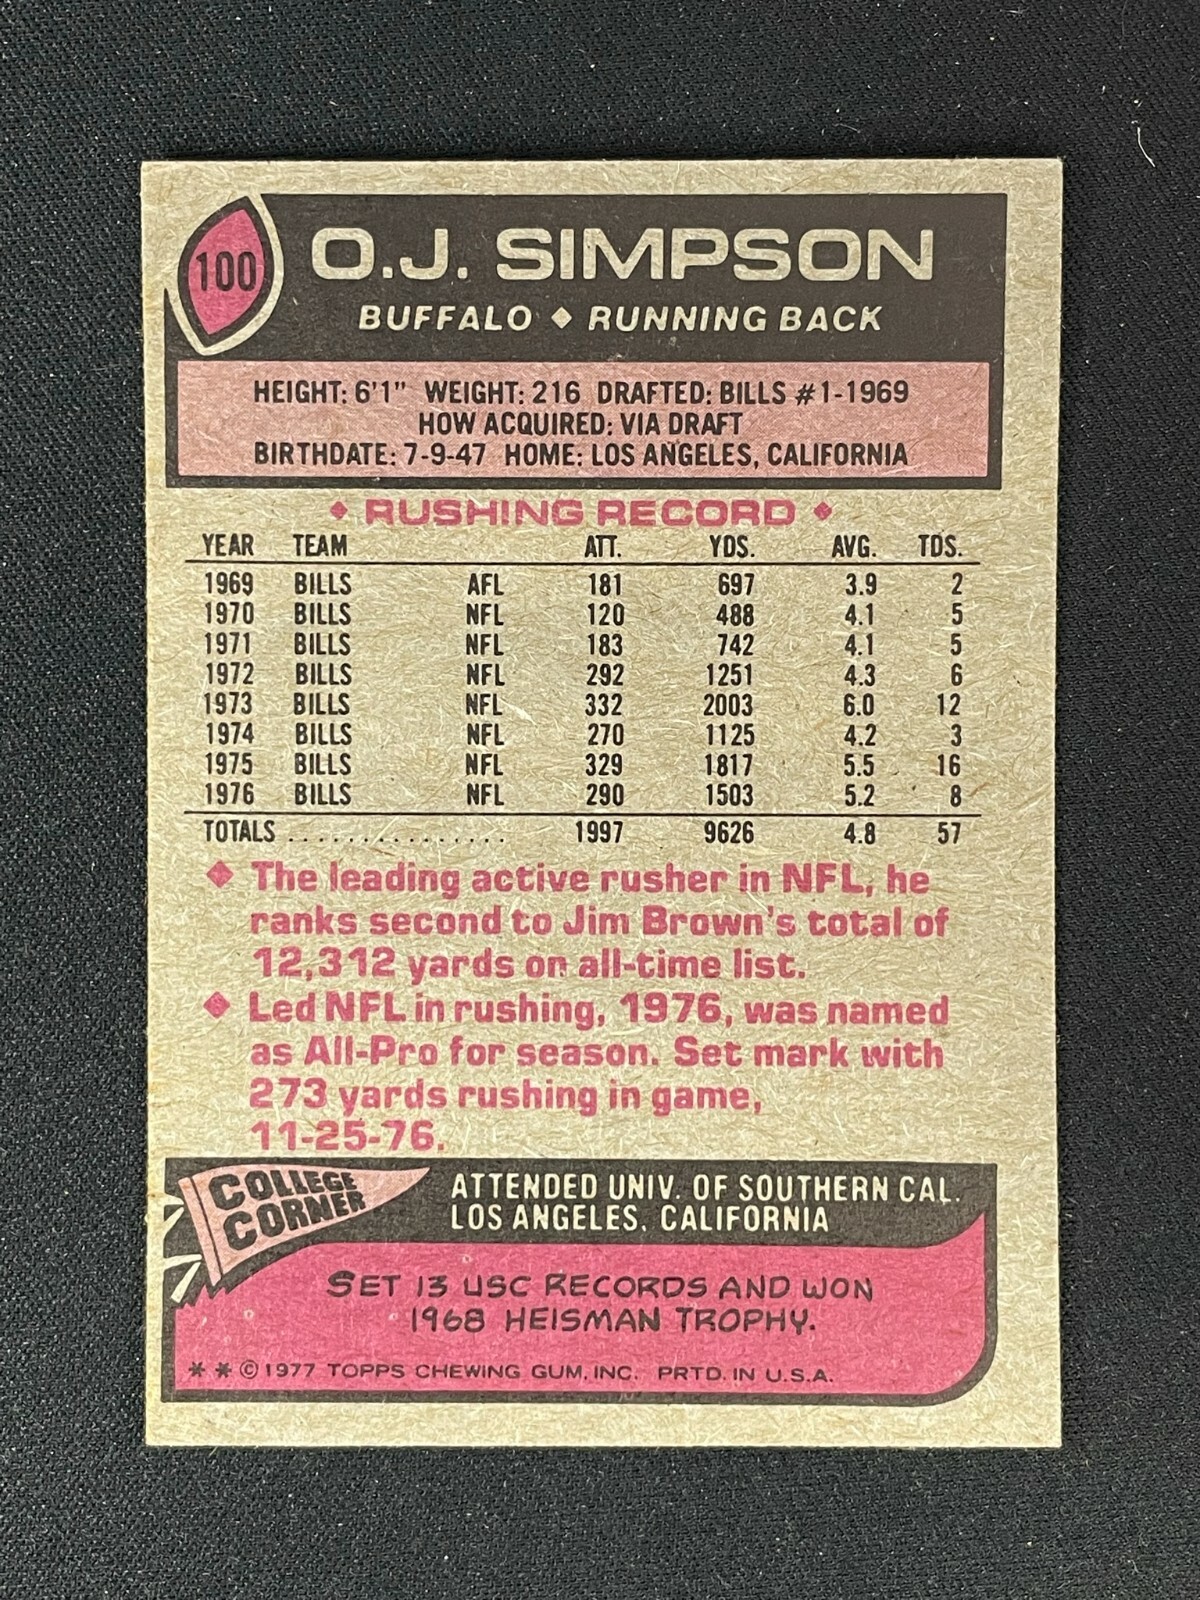 100
O.J. SIMPSON
BUFFALO ◆ RUNNING BACK
HEIGHT: 6'1" WEIGHT: 216 DRAFTED: BILLS #1-1969
HOW ACQUIRED: VIA DRAFT
BIRTHDATE: 7-9-47 HOME: LOS ANGELES, CALIFORNIA
◆ RUSHING RECORD ◆
YEAR TEAM ATT. YDS. AVG. TDS.
1969 BILLS AFL 181 697 3.9 2
1970 BILLS NFL 120 488 4.1 5
1971 BILLS NFL 183 742 4.1 5
1972 BILLS NFL 292 1251 4.3 6
1973 BILLS NFL 332 2003 6.0 12
1974 BILLS NFL 270 1125 4.2 3
1975 BILLS NFL 329 1817 5.5 16
1976 BILLS NFL 290 1503 5.2 8
TOTALS ............... 1997 9626 4.8 57
◆ The leading active rusher in NFL, he
ranks second to Jim Brown's total of
12,312 yards on all-time list.
◆ Led NFL in rushing, 1976, was named
as All-Pro for season. Set mark with
273 yards rushing in game,
11-25-76.
COLLEGE
CORNER
ATTENDED UNIV. OF SOUTHERN CAL.
LOS ANGELES, CALIFORNIA
SET 13 USC RECORDS AND WON
1968 HEISMAN TROPHY.
* * © 1977 TOPPS CHEWING GUM, INC. PRTD. IN U.S.A.